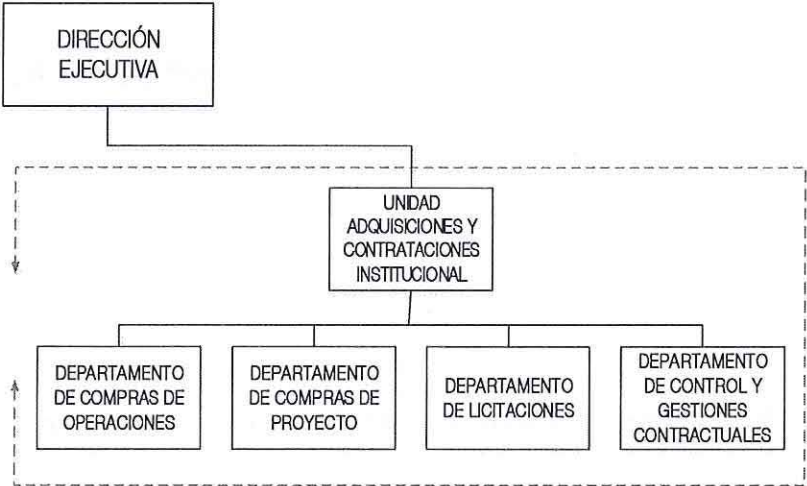 DIRECCIÓN
EJECUTIVA
UNIDAD
ADQUISICIONES Y
CONTRATACIONES
INSTITUCIONAL
DEPARTAMENTO
DE COMPRAS DE
OPERACIONES
DEPARTAMENTO
DE COMPRAS DE
PROYECTO
DEPARTAMENTO
DE LICITACIONES
DEPARTAMENTO
DE CONTROL Y
GESTIONES
CONTRACTUALES